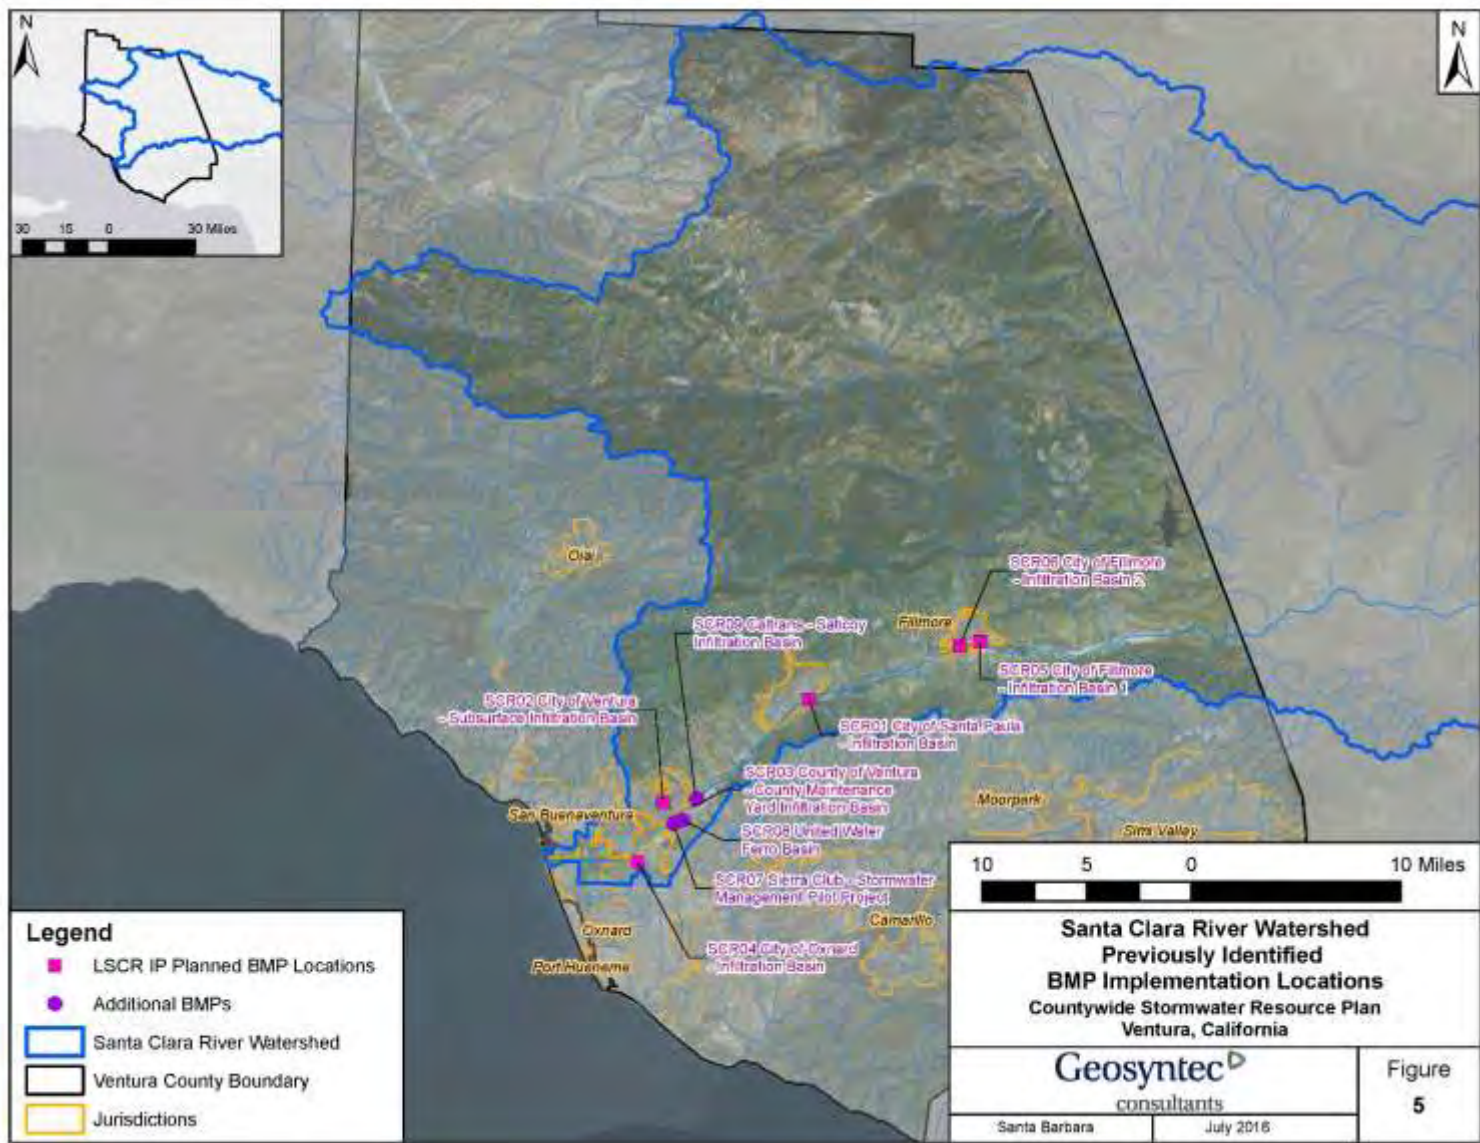 N
30 15 0 30 Miles
N
Ojai
SCR06 City of Fillmore
- Infiltration Basin 2
Fillmore
SCR09 Caltrans - Saticoy
Infiltration Basin
SCR05 City of Fillmore
- Infiltration Basin 1
SCR02 City of Ventura
- Subsurface Infiltration Basin
SCR01 City of Santa Paula
- Infiltration Basin
SCR03 County of Ventura
- County Maintenance
Yard Infiltration Basin
Moorpark
San Buenaventura
Simi Valley
SCR08 United Water
Ferro Basin
SCR07 Sierra Club - Stormwater
Management Pilot Project
Camarillo
Oxnard
SCR04 City of Oxnard
- Infiltration Basin
Port Hueneme
10 5 0 10 Miles
Legend
LSCR IP Planned BMP Locations
Additional BMPs
Santa Clara River Watershed
Ventura County Boundary
Jurisdictions
Santa Clara River Watershed
Previously Identified
BMP Implementation Locations
Countywide Stormwater Resource Plan
Ventura, California
Geosyntec
consultants
Santa Barbara
July 2016
Figure
5